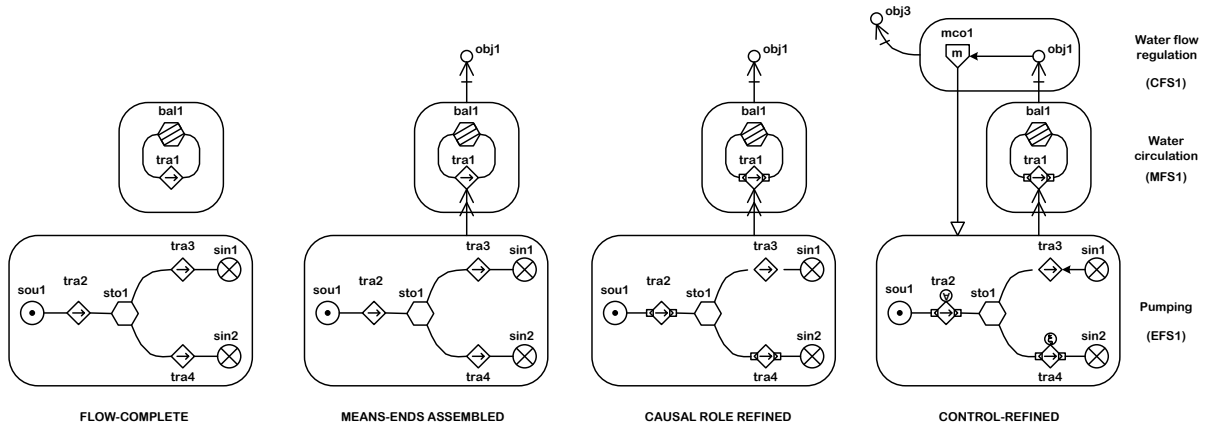 obj3
mco1
m
obj1
Water flow
regulation
(CFS1)
obj1
obj1
bal1
tra1
bal1
tra1
bal1
tra1
bal1
tra1
Water
circulation
(MFS1)
tra3
sin1
tra2
sou1
sto1
sin2
tra4
tra3
sin1
tra2
sou1
sto1
sin2
tra4
tra3
sin1
tra2
sou1
sto1
sin2
tra4
tra3
sin1
tra2
sou1
sto1
sin2
tra4
Pumping
(EFS1)
FLOW-COMPLETE
MEANS-ENDS ASSEMBLED
CAUSAL ROLE REFINED
CONTROL-REFINED